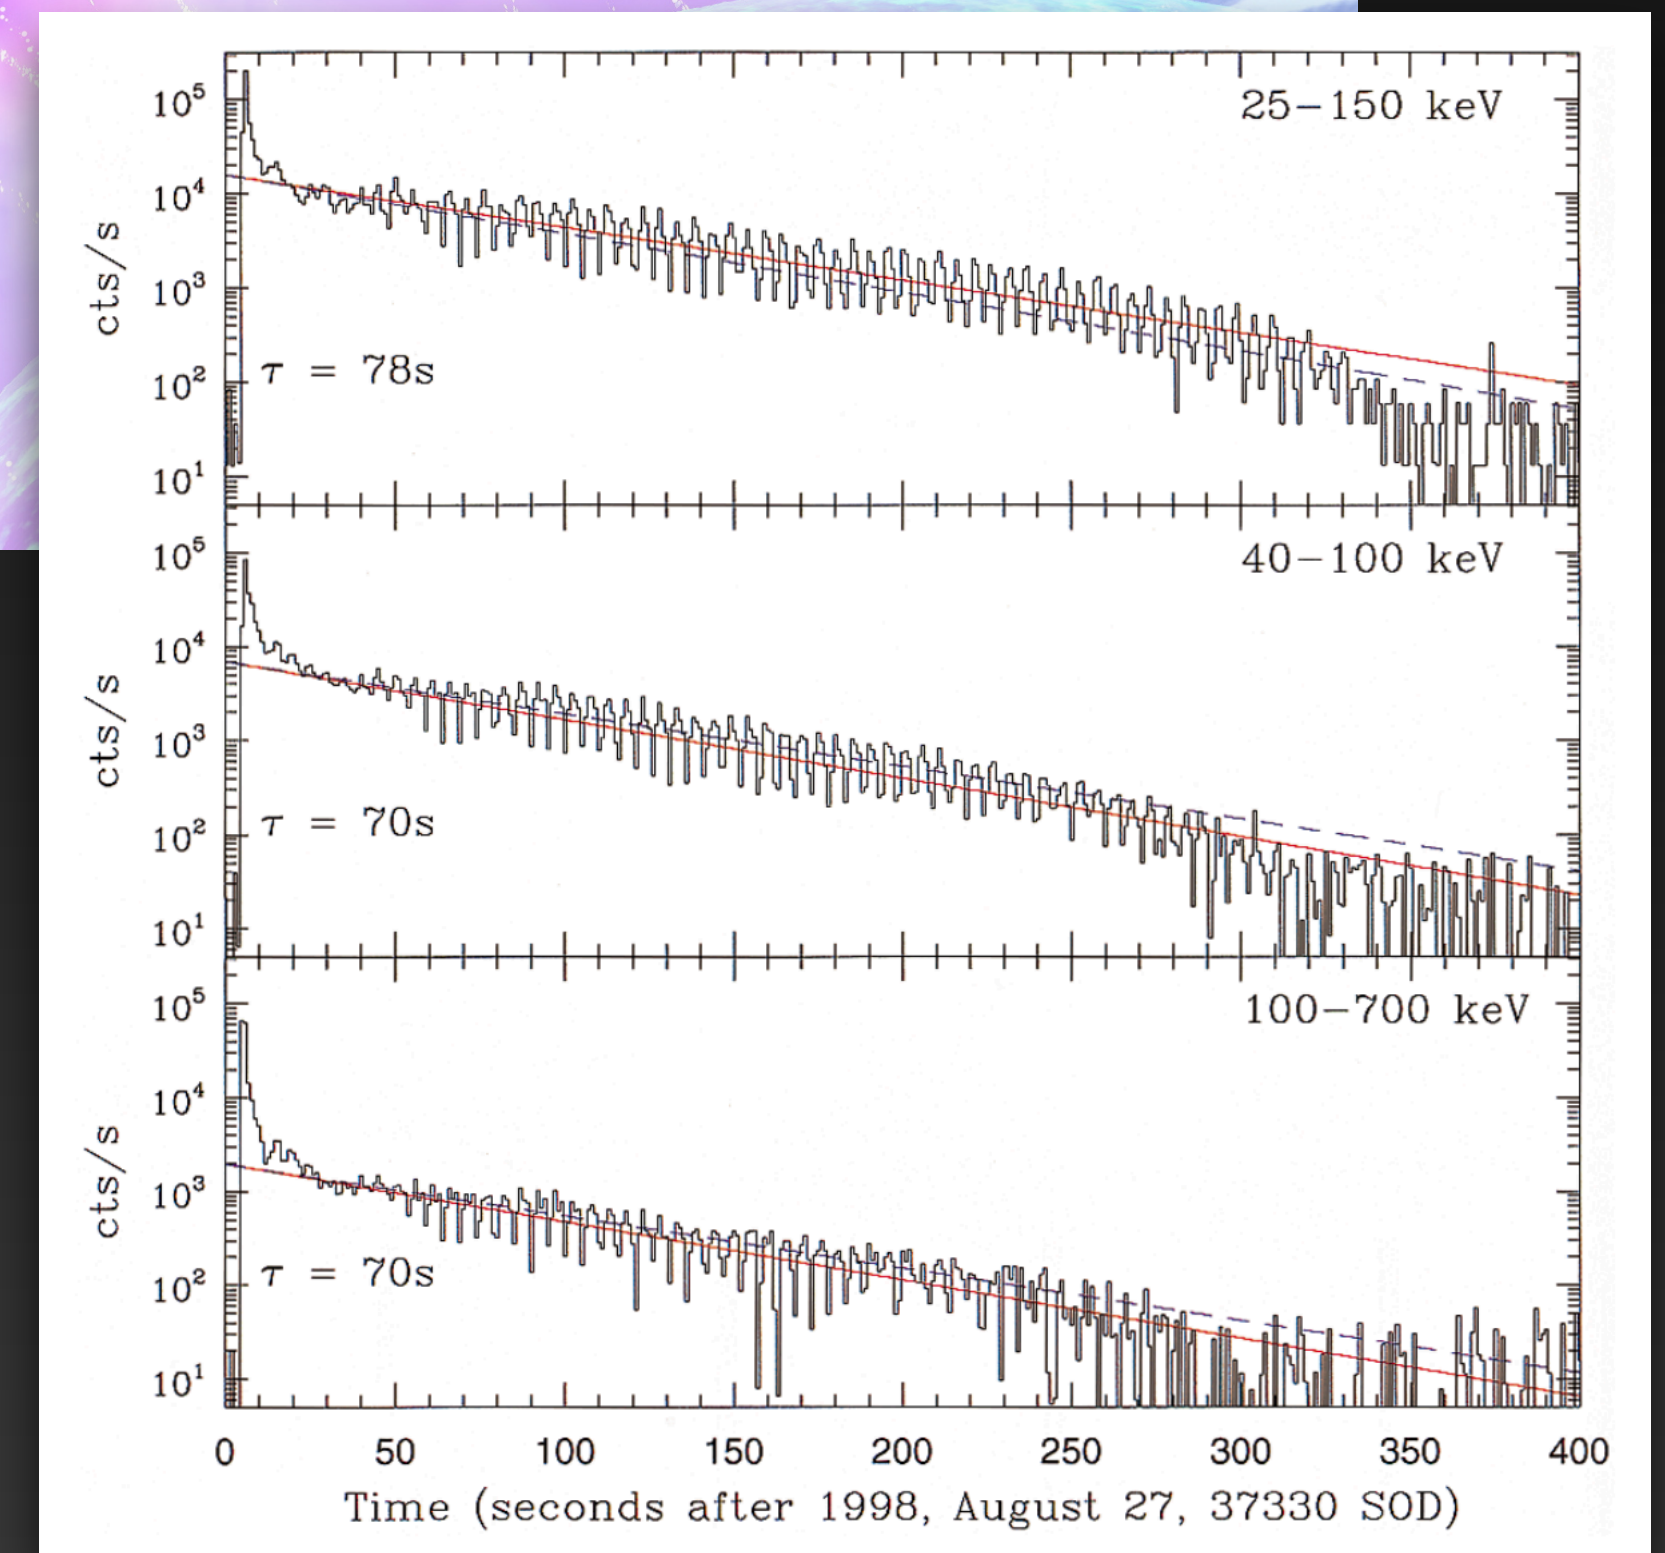 25−150 keV
10⁵
10⁴
10³
10²
10¹
cts/s
τ = 78s
40−100 keV
10⁵
10⁴
10³
10²
10¹
cts/s
τ = 70s
100−700 keV
10⁵
10⁴
10³
10²
10¹
cts/s
τ = 70s
0 50 100 150 200 250 300 350 400
Time (seconds after 1998, August 27, 37330 SOD)